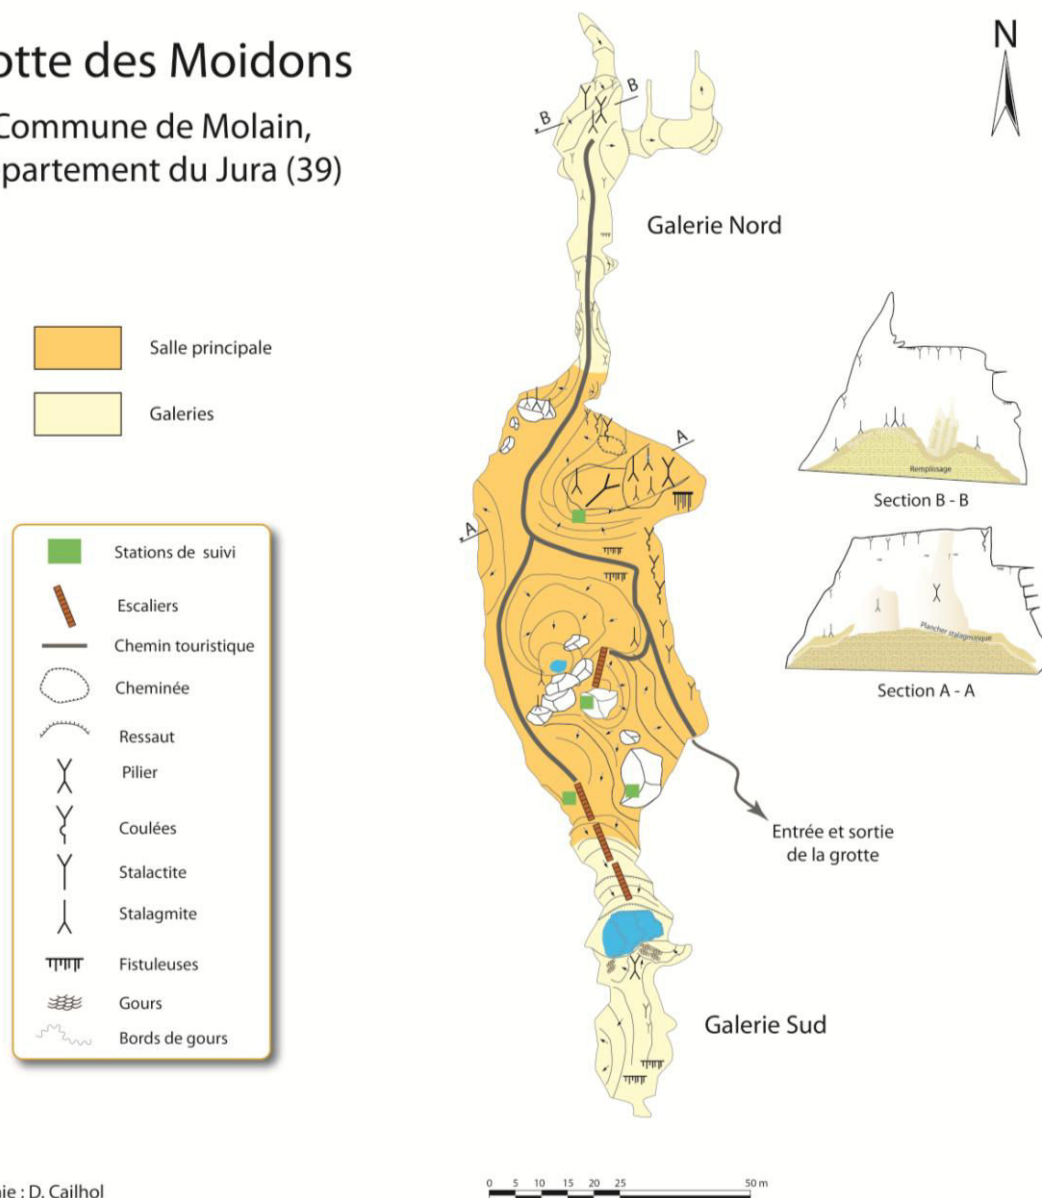 otte des Moidons
Commune de Molain,
partement du Jura (39)
N
B
B
Galerie Nord
Salle principale
Galeries
A
A
Remplissage
Section B - B
Plancher stalagmitique
Section A - A
Stations de suivi
Escaliers
Chemin touristique
Cheminée
Ressaut
Pilier
Coulées
Stalactite
Stalagmite
Fistuleuses
Gours
Bords de gours
Entrée et sortie
de la grotte
Galerie Sud
hie : D. Cailhol
0 5 10 15 20 25 50 m